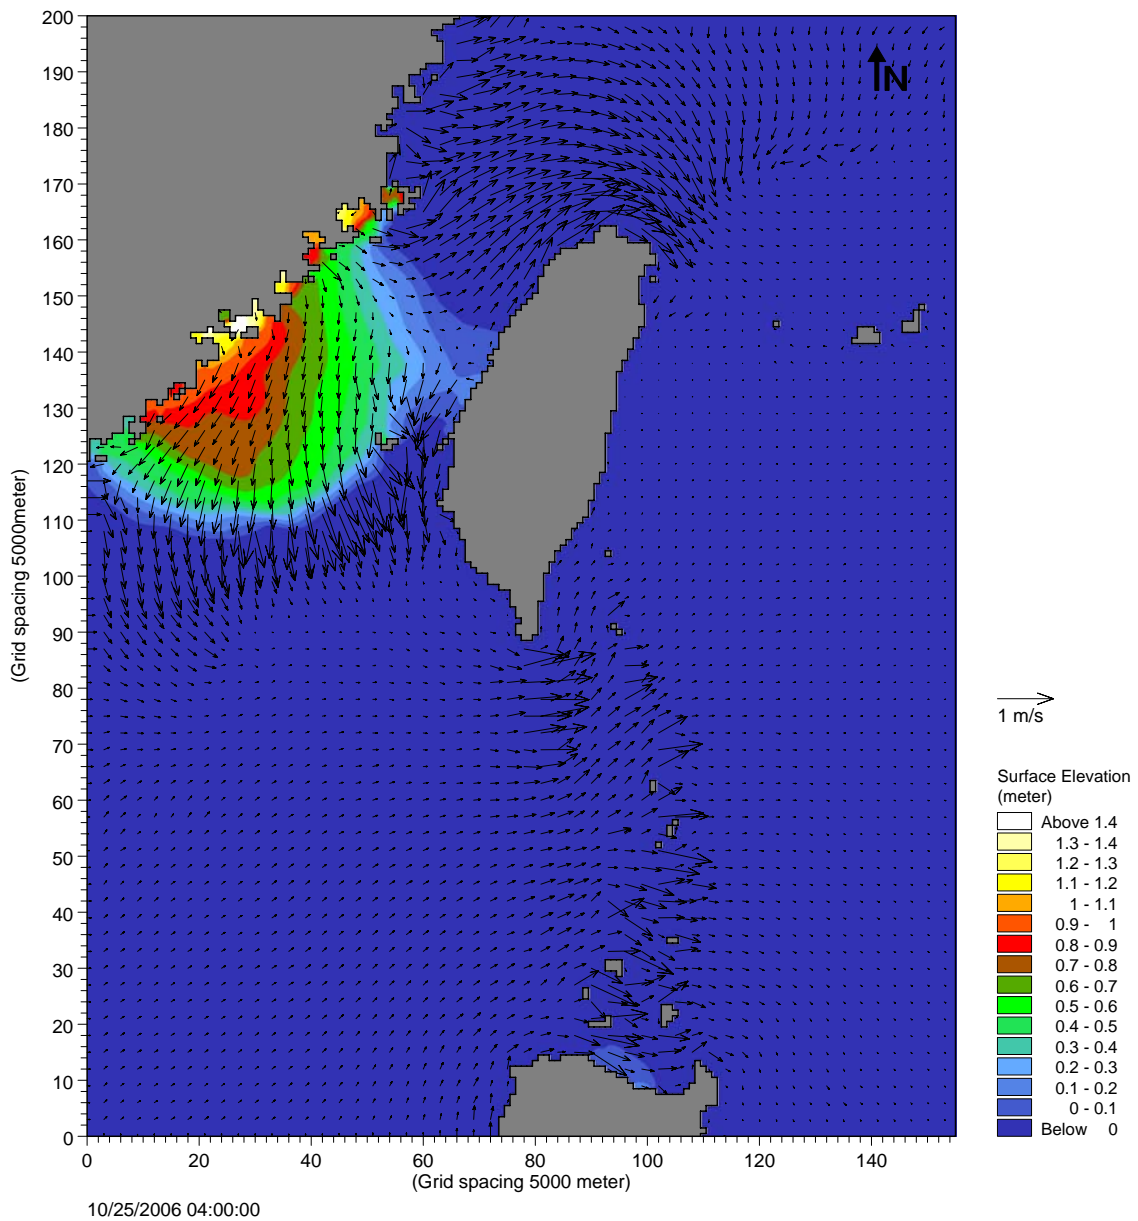 200
190
180
170
160
150
140
130
120
110
100
90
80
70
60
50
40
30
20
10
0
(Grid spacing 5000meter)
N
0 20 40 60 80 100 120 140
(Grid spacing 5000 meter)
10/25/2006 04:00:00
1 m/s
Surface Elevation
(meter)
Above 1.4
1.3 - 1.4
1.2 - 1.3
1.1 - 1.2
1 - 1.1
0.9 - 1
0.8 - 0.9
0.7 - 0.8
0.6 - 0.7
0.5 - 0.6
0.4 - 0.5
0.3 - 0.4
0.2 - 0.3
0.1 - 0.2
0 - 0.1
Below 0